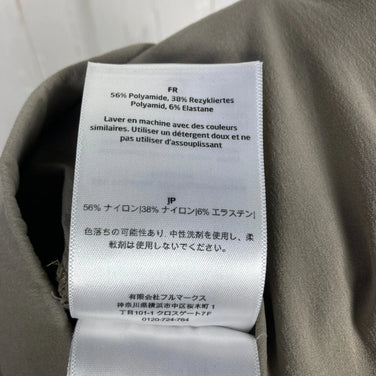 FR
56% Polyamide, 38% Rezykliertes
Polyamid, 6% Elastane
Laver en machine avec des couleurs
similaires. Utiliser un détergent doux et ne
pas utiliser d'assouplissant
JP
56% ナイロン|38% ナイロン|6% エラステン|
色落ちの可能性あり, 中性洗剤を使用し、柔
軟剤は使用しないでください。
有限会社フルマークス
神奈川県横浜市中区桜木町1
丁目101-1 クロスゲート7F
0120-724-764